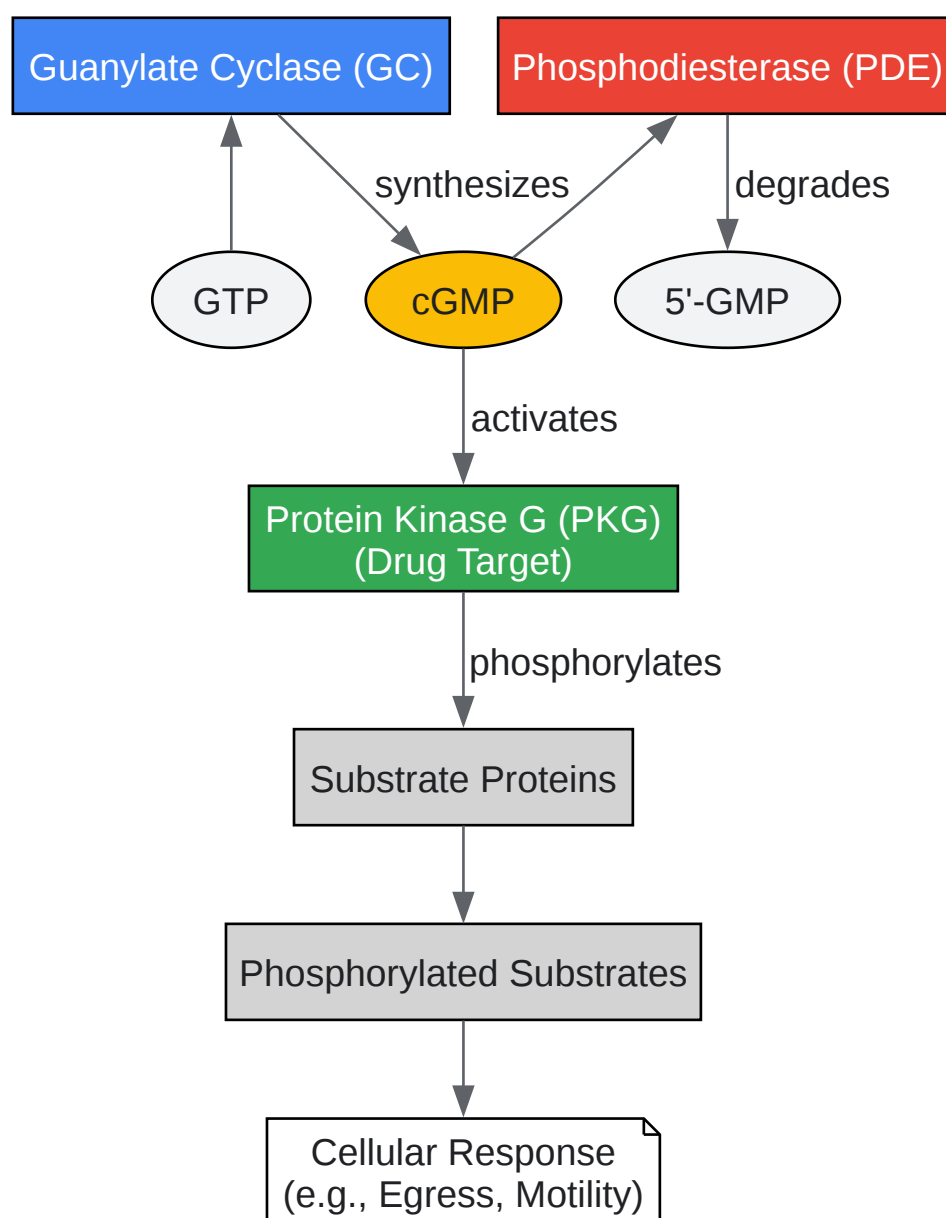 Guanylate Cyclase (GC)
Phosphodiesterase (PDE)
synthesizes
degrades
GTP
cGMP
5'-GMP
activates
Protein Kinase G (PKG)
(Drug Target)
phosphorylates
Substrate Proteins
Phosphorylated Substrates
Cellular Response
(e.g., Egress, Motility)